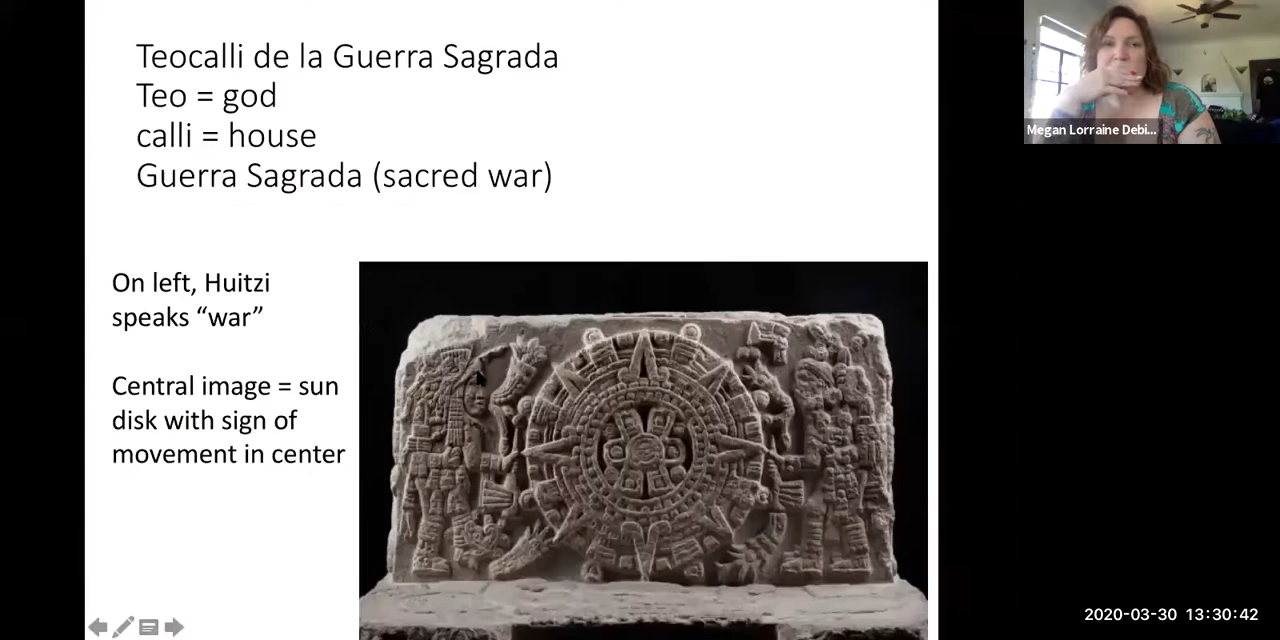 Teocalli de la Guerra Sagrada
Teo = god
calli = house
Guerra Sagrada (sacred war)
Megan Lorraine Debi...
On left, Huitzi
speaks “war”
Central image = sun
disk with sign of
movement in center
2020-03-30 13:30:42